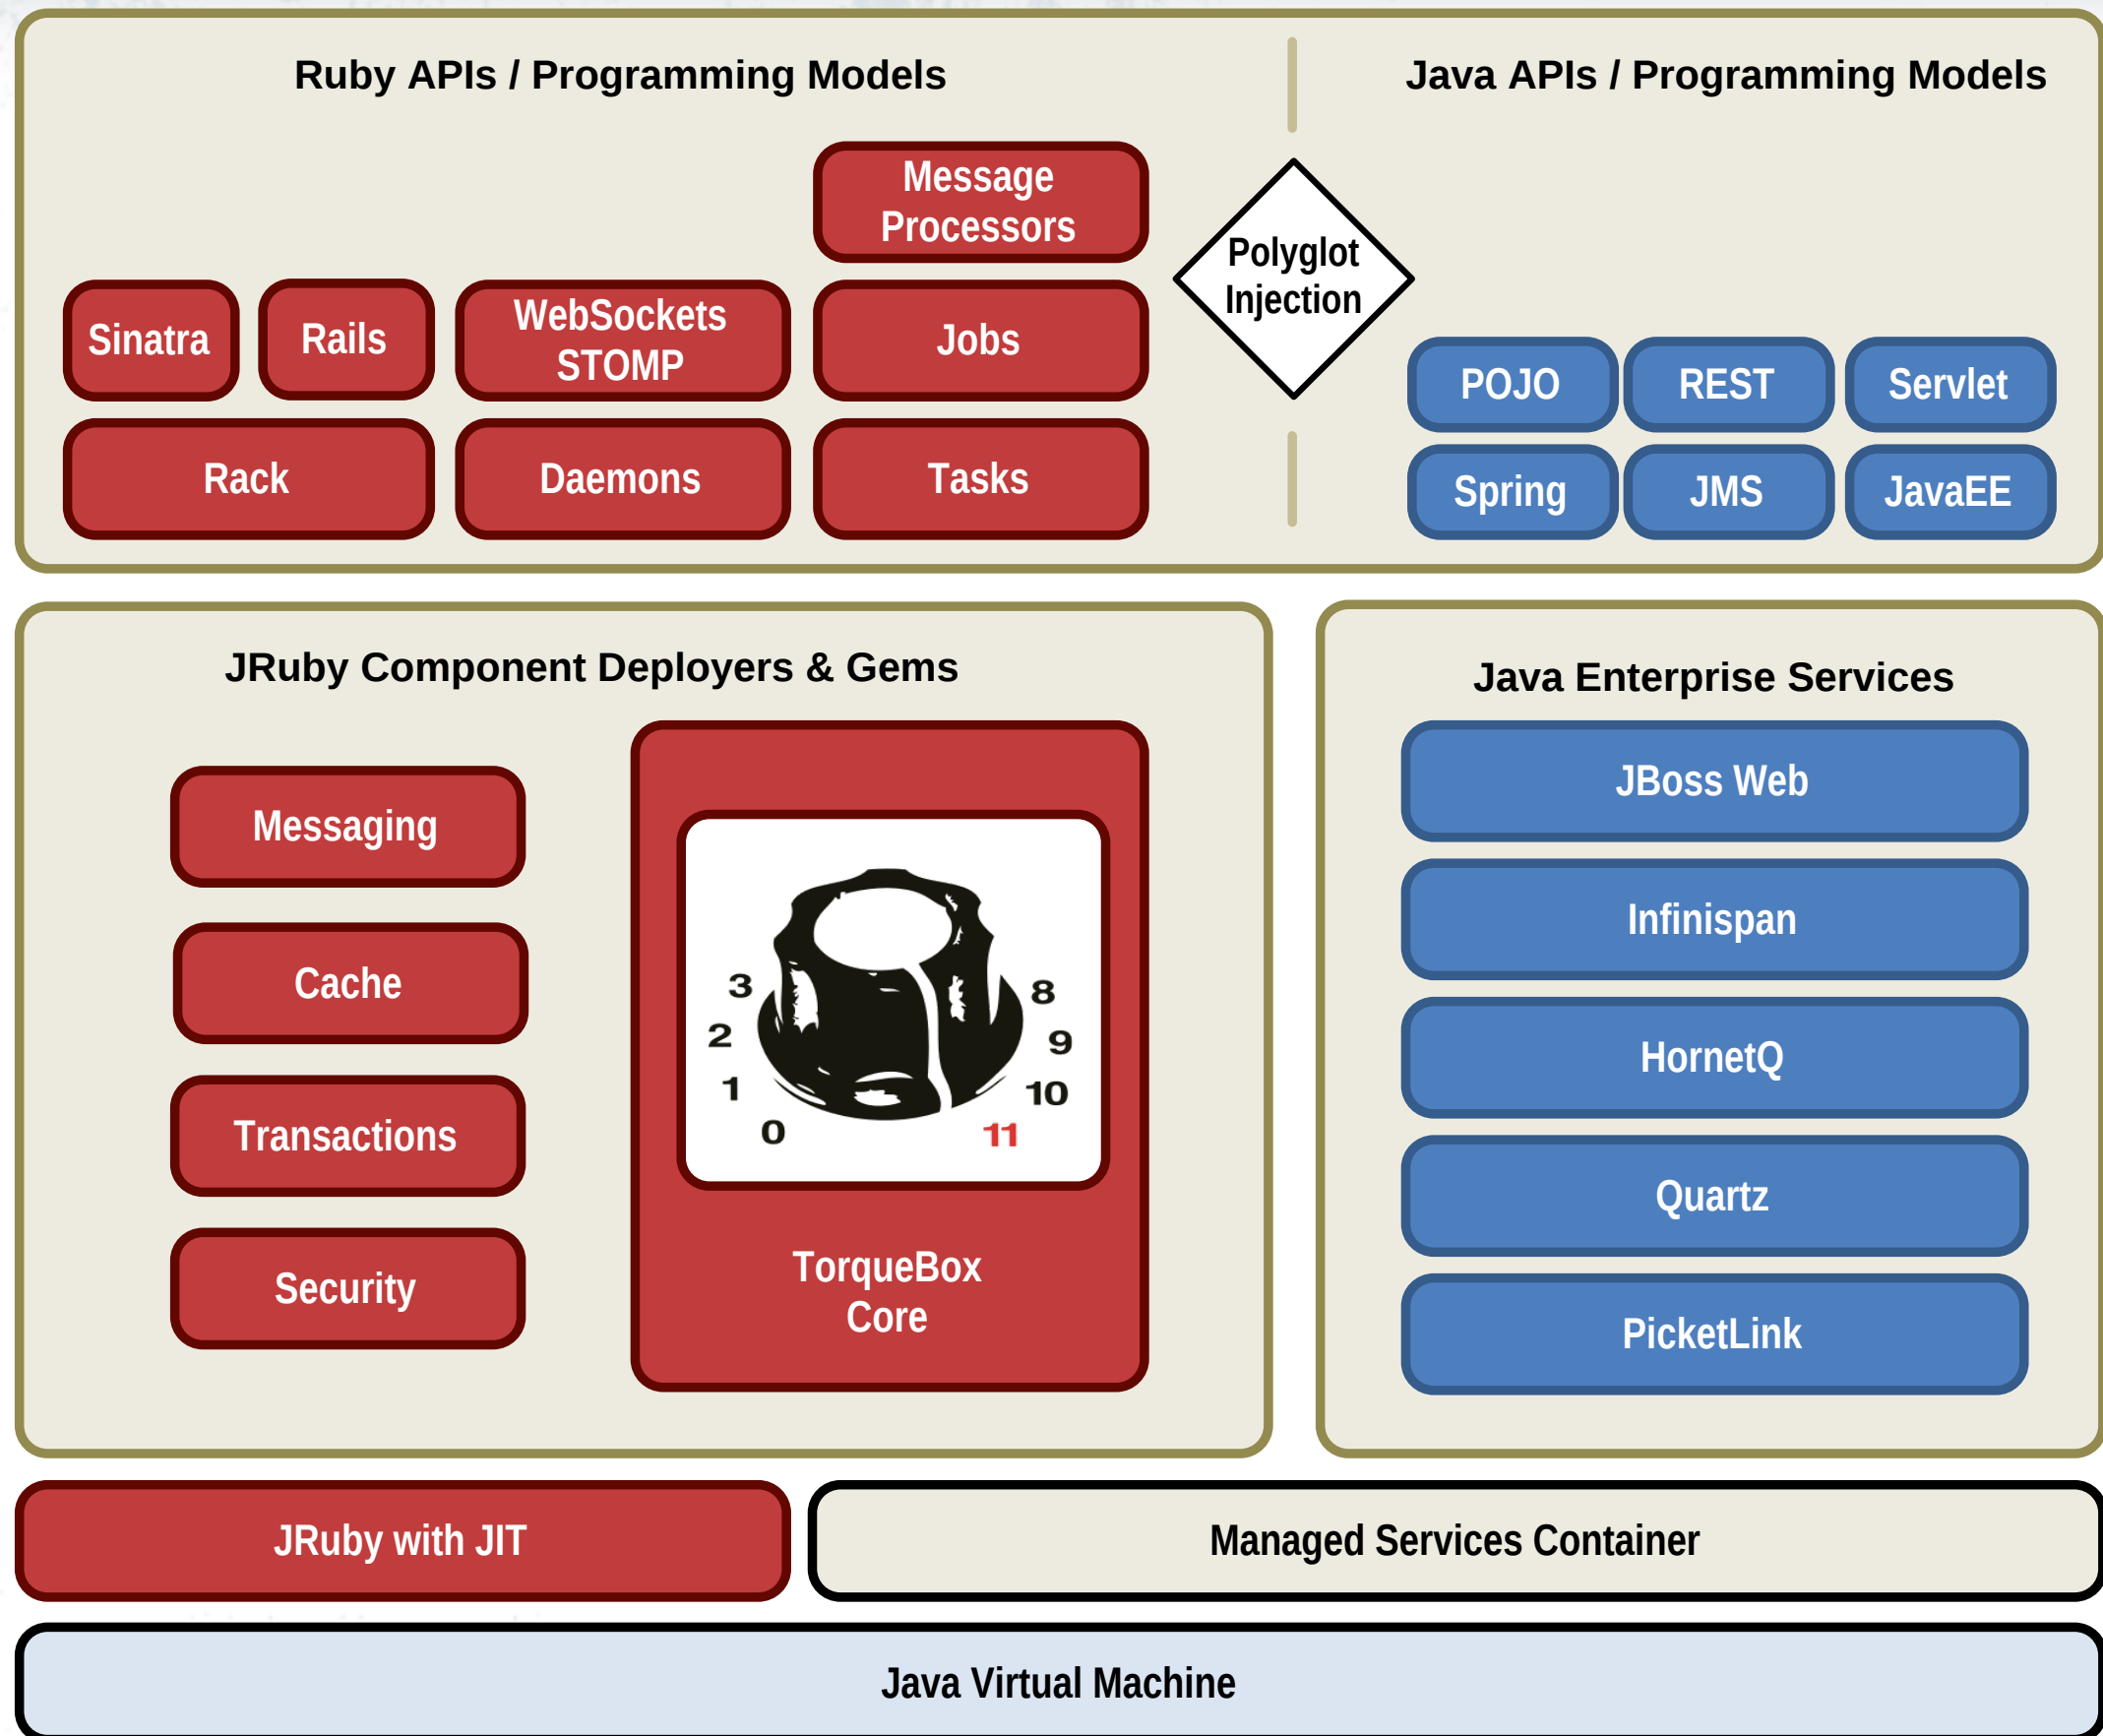 Ruby APIs / Programming Models
Java APIs / Programming Models
Message
Processors
Polyglot
Injection
Sinatra
Rails
WebSockets
STOMP
Jobs
POJO
REST
Servlet
Rack
Daemons
Tasks
Spring
JMS
JavaEE
JRuby Component Deployers & Gems
Messaging
Cache
Transactions
Security
3
2
1
0
8
9
10
11
TorqueBox
Core
Java Enterprise Services
JBoss Web
Infinispan
HornetQ
Quartz
PicketLink
JRuby with JIT
Managed Services Container
Java Virtual Machine